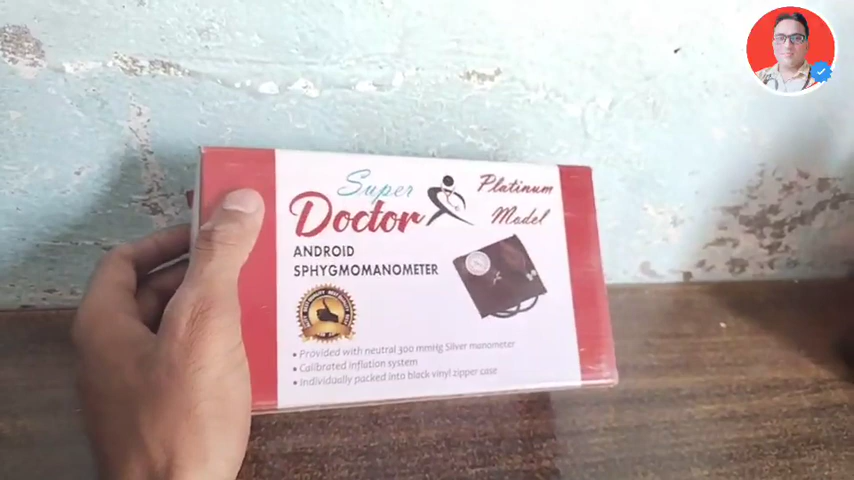 Super
Doctor
Platinum
Model
ANDROID
SPHYGMOMANOMETER
• Provided with neutral 300 mmHg Silver manometer
• Calibrated inflution system
• Individually packed into black vinyl zipper case